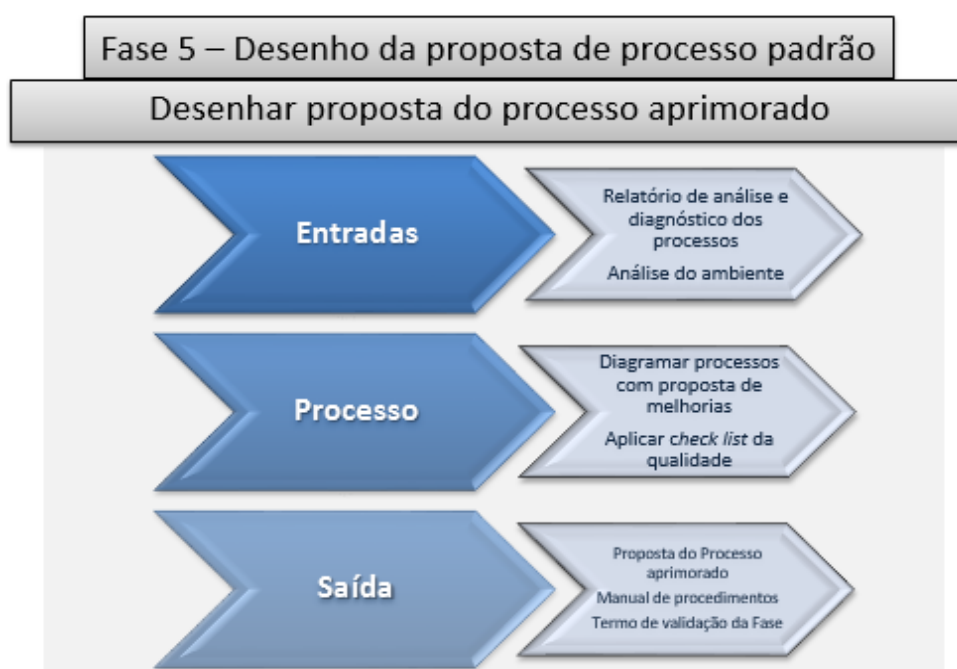 Fase 5 – Desenho da proposta de processo padrão
Desenhar proposta do processo aprimorado
Entradas
Relatório de análise e
diagnóstico dos
processos
Análise do ambiente
Processo
Diagramar processos
com proposta de
melhorias
Aplicar check list da
qualidade
Saída
Proposta do Processo
aprimorado
Manual de procedimentos
Termo de validação da Fase